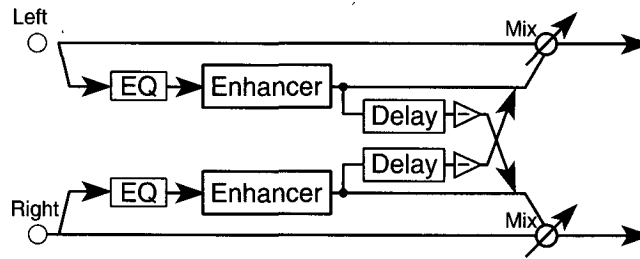 Left
Mix
EQ
Enhancer
Delay
−
Delay
−
EQ
Enhancer
Right
Mix